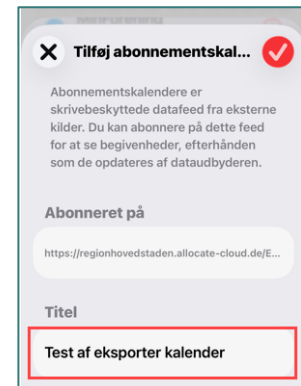 Tilføj abonnementskal...
Abonnementskalendere er
skrivebeskyttede datafeed fra eksterne
kilder. Du kan abonnere på dette feed
for at se begivenheder, efterhånden
som de opdateres af dataudbyderen.
Abonneret på
https://regionhovedstaden.allocate-cloud.de/E...
Titel
Test af eksporter kalender